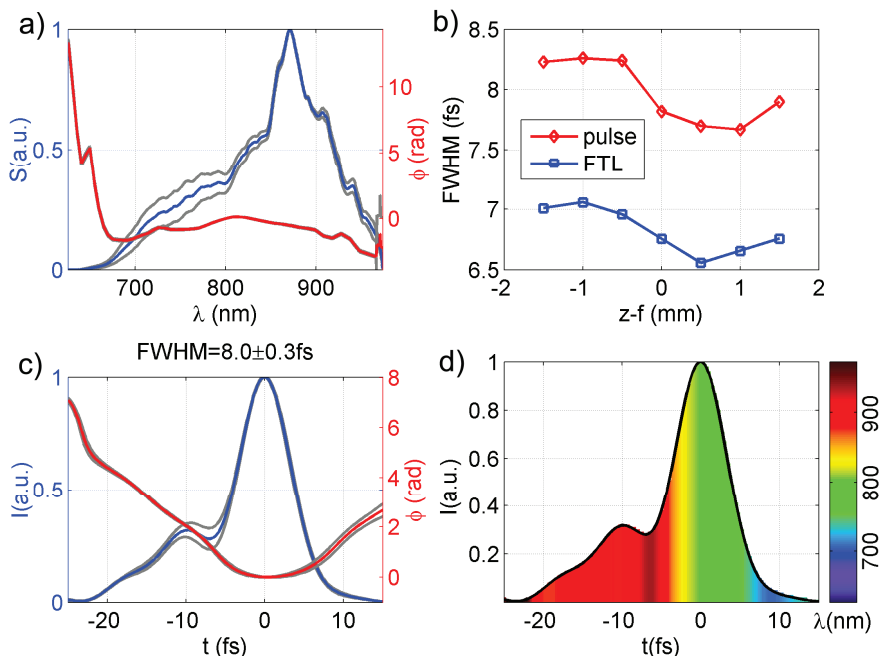 a)
1
0.5
0
S(a.u.)
700
800
900
λ (nm)
10
5
0
ϕ (rad)
b)
8.5
8
7.5
7
6.5
FWHM (fs)
pulse
FTL
-2
-1
0
1
2
z-f (mm)
c)
FWHM=8.0±0.3fs
1
0.5
0
I(a.u.)
-20
-10
0
10
t (fs)
8
6
4
2
0
ϕ (rad)
d)
1
0.8
0.6
0.4
0.2
I(a.u.)
-20
-10
0
10
t(fs)
900
800
700
λ(nm)